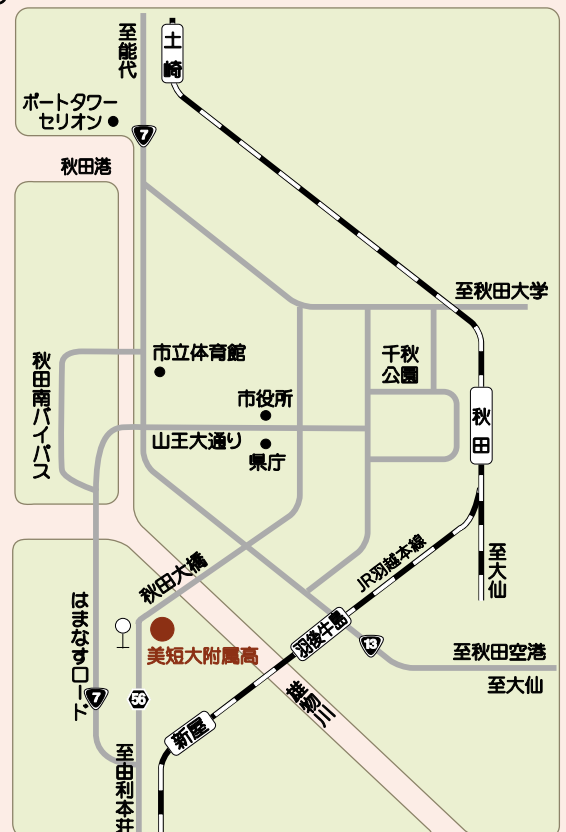 至能代
土崎
ポートタワー
セリオン
7
秋田港
至秋田大学
市立体育館
千秋
公園
秋田南バイパス
市役所
秋田
山王大通り
県庁
JR羽越本線
至大仙
秋田大橋
はまなすロード
美短大附属高
羽後牛島
13
至秋田空港
至大仙
雄物川
7
56
新屋
至由利本荘